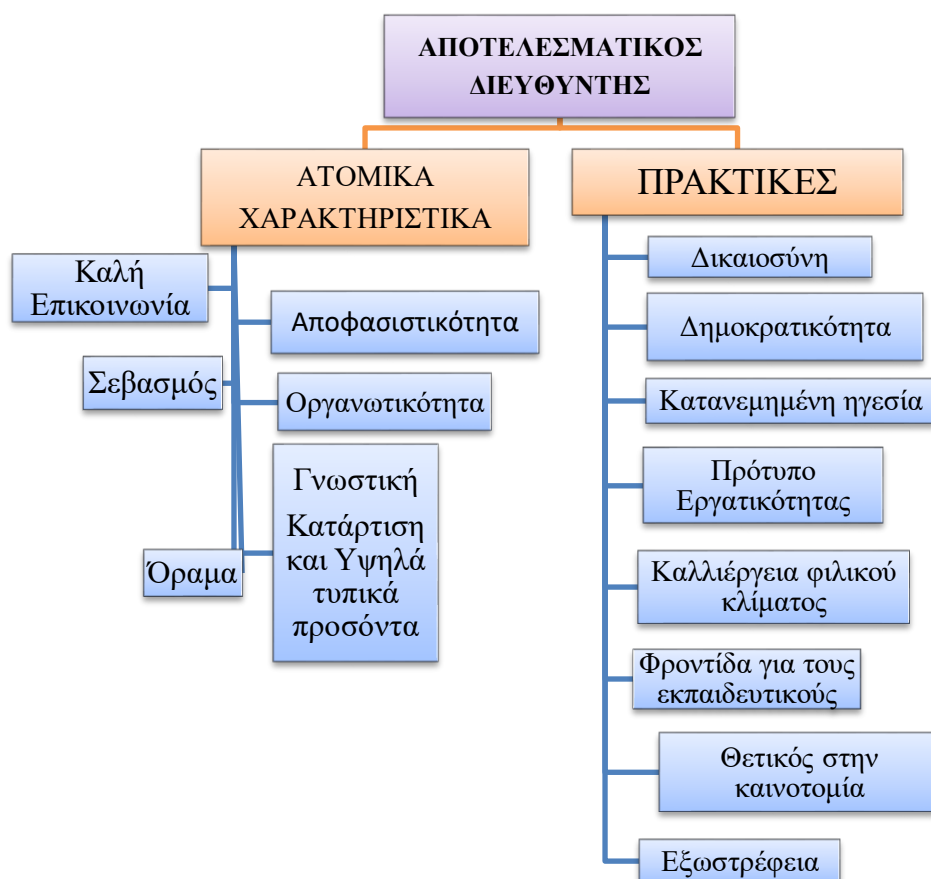 ΑΠΟΤΕΛΕΣΜΑΤΙΚΟΣ
ΔΙΕΥΘΥΝΤΗΣ
ΑΤΟΜΙΚΑ
ΧΑΡΑΚΤΗΡΙΣΤΙΚΑ
Καλή
Επικοινωνία
Αποφασιστικότητα
Σεβασμός
Οργανωτικότητα
Γνωστική
Κατάρτιση
και Υψηλά
τυπικά
προσόντα
Όραμα
ΠΡΑΚΤΙΚΕΣ
Δικαιοσύνη
Δημοκρατικότητα
Κατανεμημένη ηγεσία
Πρότυπο
Εργατικότητας
Καλλιέργεια φιλικού
κλίματος
Φροντίδα για τους
εκπαιδευτικούς
Θετικός στην
καινοτομία
Εξωστρέφεια